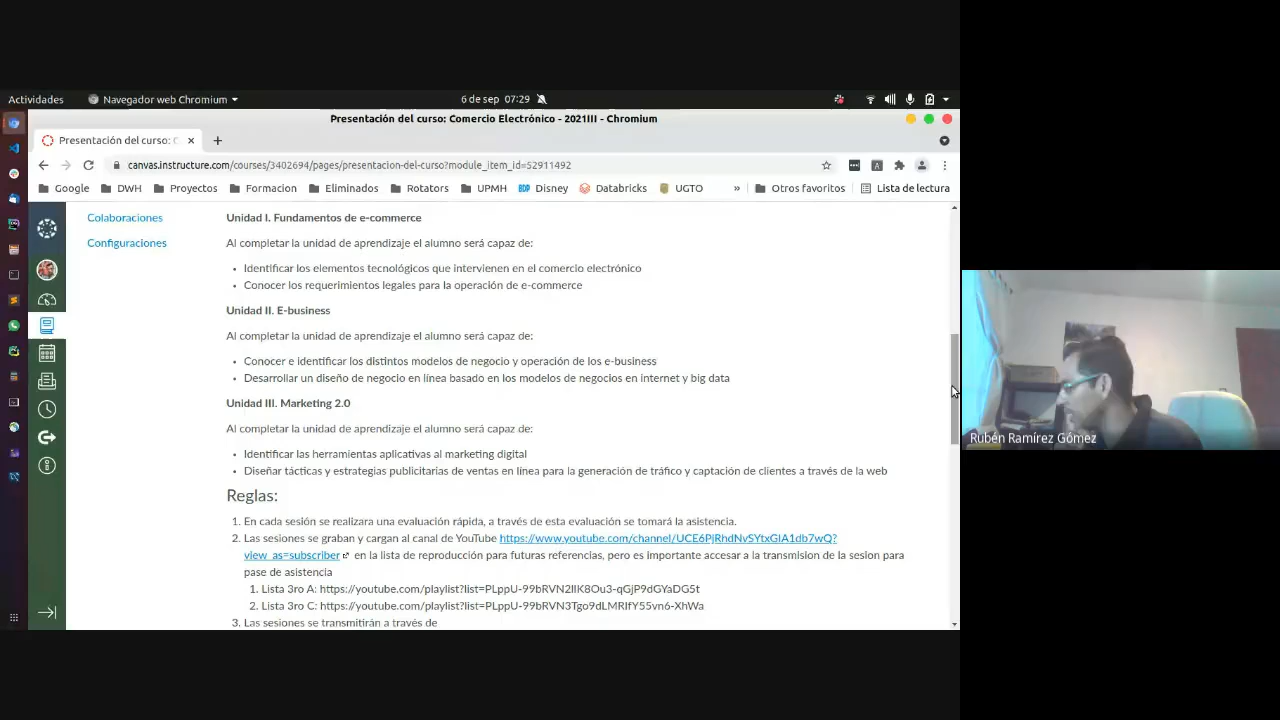 Actividades
Navegador web Chromium
6 de sep 07:29
Presentación del curso: Comercio Electrónico - 2021III - Chromium
Presentación del curso: C
canvas.instructure.com/courses/3402694/pages/presentacion-del-curso?module_item_id=52911492
Google DWH Proyectos Formacion Eliminados Rotators UPMH Disney Databricks UGTO » Otros favoritos Lista de lectura
Colaboraciones
Configuraciones
Unidad I. Fundamentos de e-commerce
Al completar la unidad de aprendizaje el alumno será capaz de:
Identificar los elementos tecnológicos que intervienen en el comercio electrónico
Conocer los requerimientos legales para la operación de e-commerce
Unidad II. E-business
Al completar la unidad de aprendizaje el alumno será capaz de:
Conocer e identificar los distintos modelos de negocio y operación de los e-business
Desarrollar un diseño de negocio en línea basado en los modelos de negocios en internet y big data
Unidad III. Marketing 2.0
Al completar la unidad de aprendizaje el alumno será capaz de:
Identificar las herramientas aplicativas al marketing digital
Diseñar tácticas y estrategias publicitarias de ventas en línea para la generación de tráfico y captación de clientes a través de la web
Reglas:
1. En cada sesión se realizara una evaluación rápida, a través de esta evaluación se tomará la asistencia.
2. Las sesiones se graban y cargan al canal de YouTube https://www.youtube.com/channel/UCE6PjRhdNvSYtxGIA1db7wQ?
view_as=subscriber en la lista de reproducción para futuras referencias, pero es importante accesar a la transmision de la sesion para
pase de asistencia
1. Lista 3ro A: https://youtube.com/playlist?list=PLppU-99bRVN2lIK8Ou3-qGjP9dGYaDG5t
2. Lista 3ro C: https://youtube.com/playlist?list=PLppU-99bRVN3Tgo9dLMRIfY55vn6-XhWa
3. Las sesiones se transmitirán a través de
Rubén Ramírez Gómez